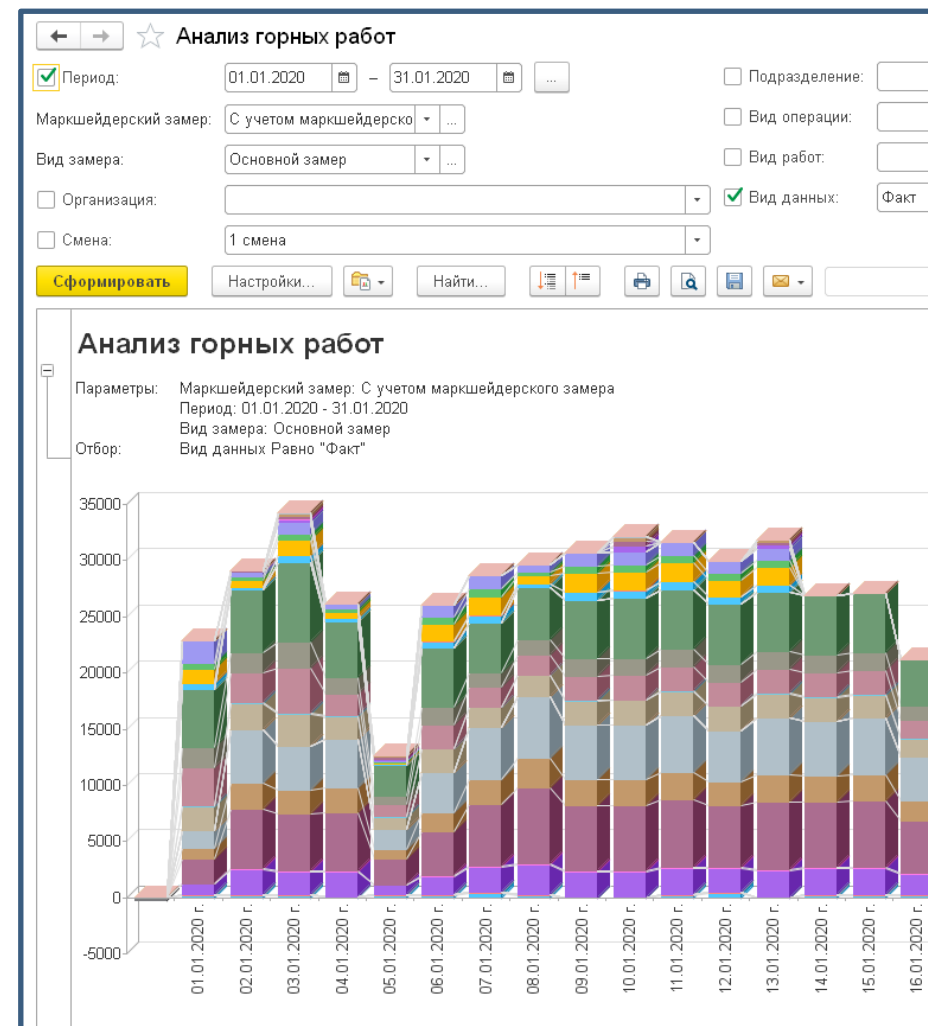 Анализ горных работ
Период: 01.01.2020 – 31.01.2020 ... Подразделение:
Маркшейдерский замер: С учетом маркшейдерско ... Вид операции:
Вид замера: Основной замер ... Вид работ:
Организация: Вид данных: Факт
Смена: 1 смена
Сформировать Настройки... Найти...
Анализ горных работ
Параметры: Маркшейдерский замер: С учетом маркшейдерского замера
Период: 01.01.2020 - 31.01.2020
Вид замера: Основной замер
Отбор: Вид данных Равно "Факт"
35000
30000
25000
20000
15000
10000
5000
0
-5000
01.01.2020 г.
02.01.2020 г.
03.01.2020 г.
04.01.2020 г.
05.01.2020 г.
06.01.2020 г.
07.01.2020 г.
08.01.2020 г.
09.01.2020 г.
10.01.2020 г.
11.01.2020 г.
12.01.2020 г.
13.01.2020 г.
14.01.2020 г.
15.01.2020 г.
16.01.2020 г.